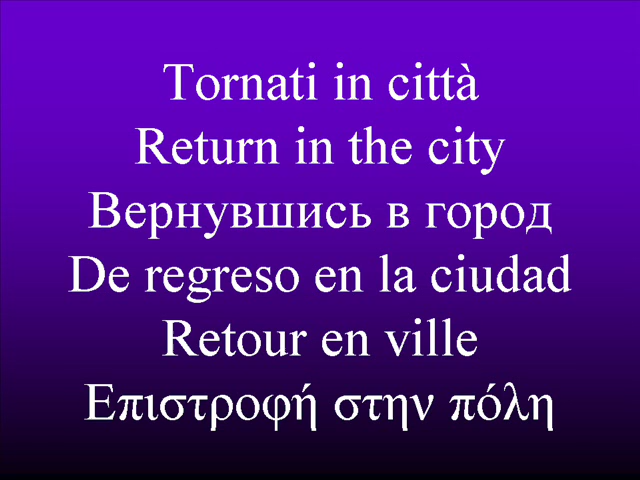 Tornati in città
Return in the city
Вернувшись в город
De regreso en la ciudad
Retour en ville
Επιστροφή στην πόλη